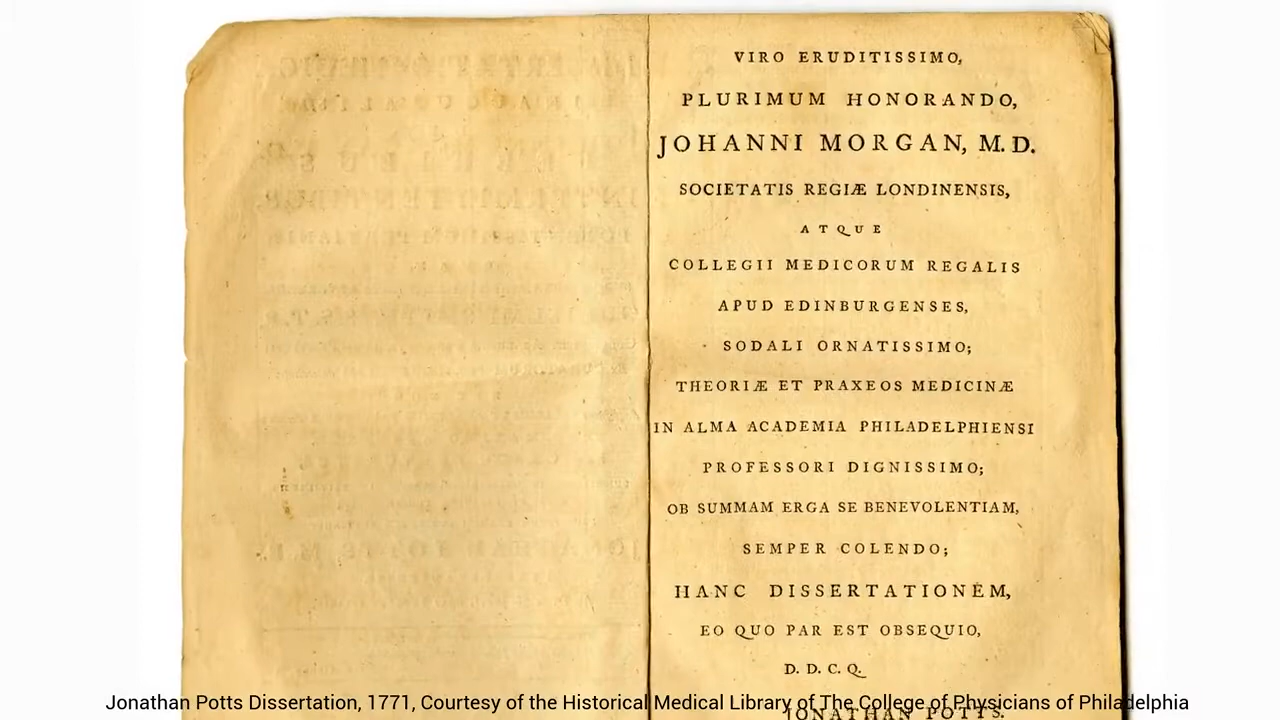 VIRO ERUDITISSIMO,
PLURIMUM HONORANDO,
JOHANNI MORGAN, M. D.
SOCIETATIS REGIÆ LONDINENSIS,
ATQUE
COLLEGII MEDICORUM REGALIS
APUD EDINBURGENSES,
SODALI ORNATISSIMO;
THEORIÆ ET PRAXEOS MEDICINÆ
IN ALMA ACADEMIA PHILADELPHIENSI
PROFESSORI DIGNISSIMO;
OB SUMMAM ERGA SE BENEVOLENTIAM,
SEMPER COLENDO;
HANC DISSERTATIONEM,
EO QUO PAR EST OBSEQUIO,
D. D. C. Q.
JONATHAN POTTS.
Jonathan Potts Dissertation, 1771, Courtesy of the Historical Medical Library of The College of Physicians of Philadelphia